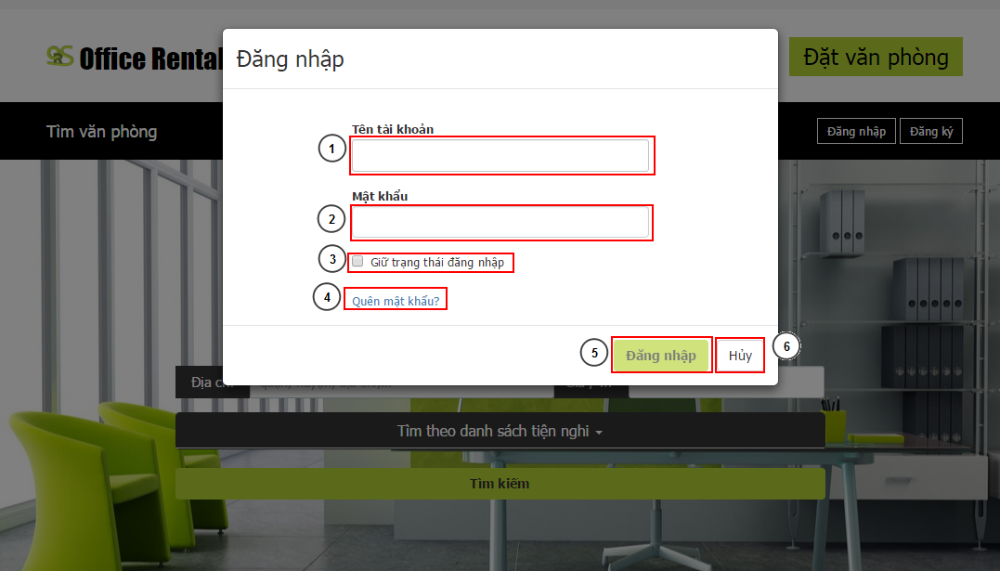 Office Rental
Đặt văn phòng
Tìm văn phòng
Đăng nhập
Đăng ký
Đăng nhập
Tên tài khoản
1
Mật khẩu
2
3
Giữ trạng thái đăng nhập
4
Quên mật khẩu?
5
Đăng nhập
Hủy
6
Địa
Tìm theo danh sách tiện nghi
Tìm kiếm